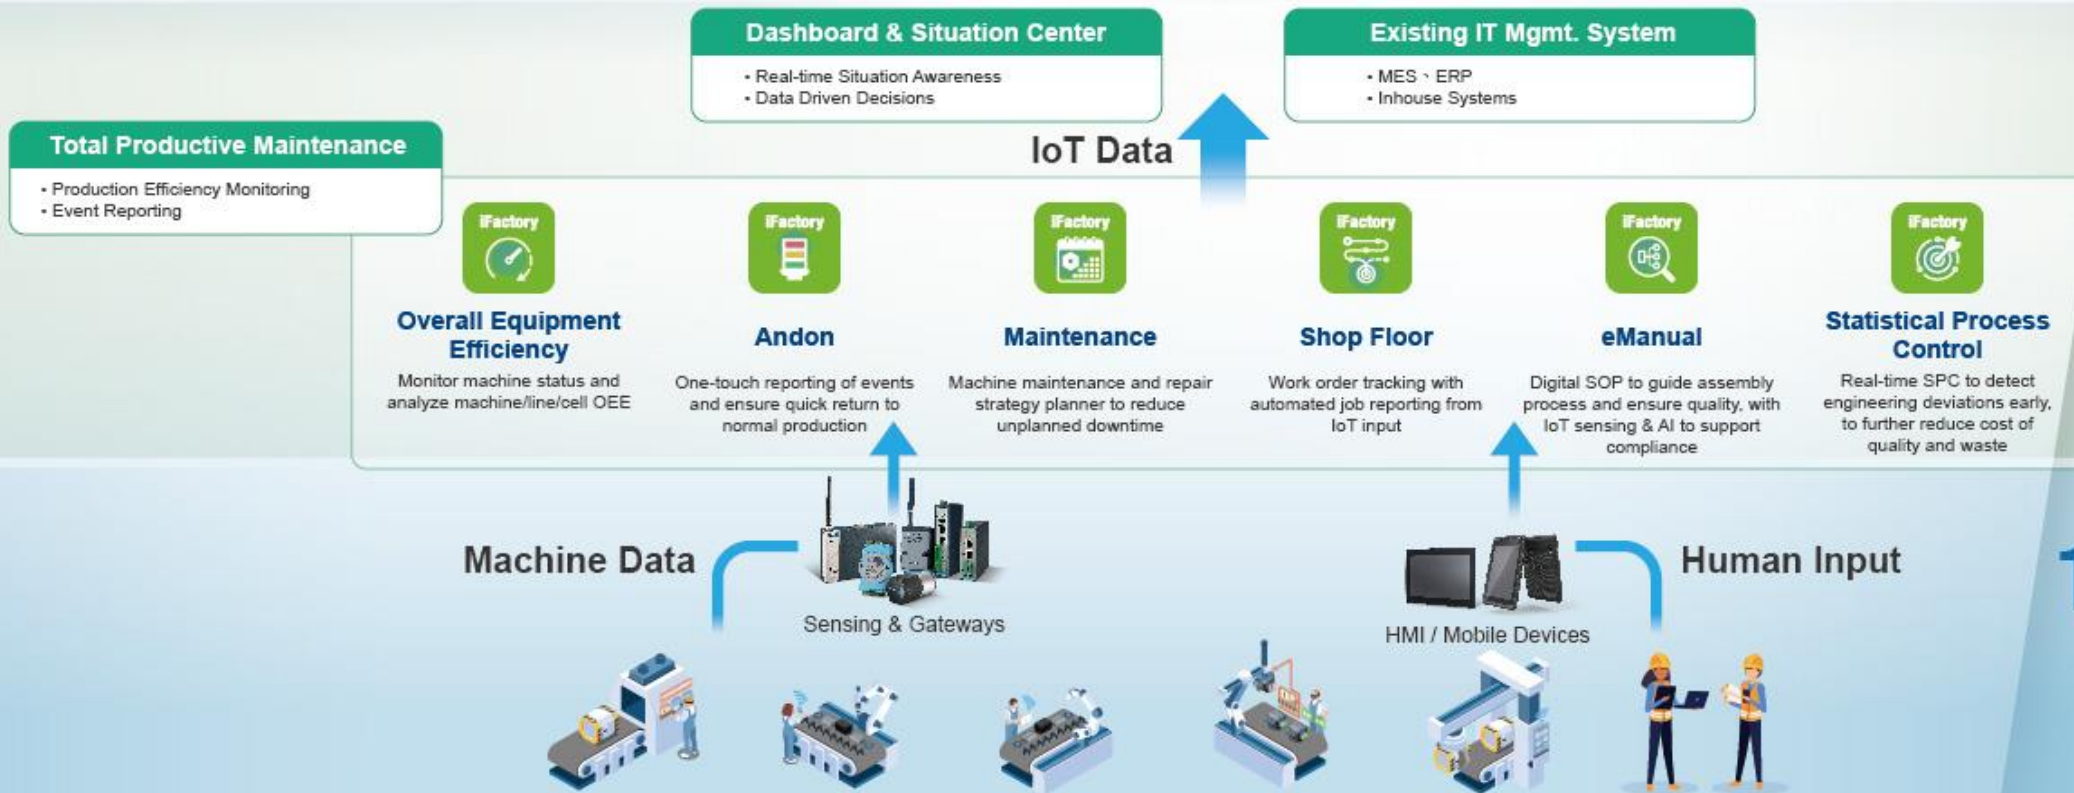 Dashboard & Situation Center
▪ Real-time Situation Awareness
▪ Data Driven Decisions
Existing IT Mgmt. System
▪ MES、ERP
▪ Inhouse Systems
Total Productive Maintenance
▪ Production Efficiency Monitoring
▪ Event Reporting
IoT Data
iFactory
Overall Equipment
Efficiency
Monitor machine status and
analyze machine/line/cell OEE
iFactory
Andon
One-touch reporting of events
and ensure quick return to
normal production
iFactory
Maintenance
Machine maintenance and repair
strategy planner to reduce
unplanned downtime
iFactory
Shop Floor
Work order tracking with
automated job reporting from
IoT input
iFactory
eManual
Digital SOP to guide assembly
process and ensure quality, with
IoT sensing & AI to support
compliance
iFactory
Statistical Process
Control
Real-time SPC to detect
engineering deviations early,
to further reduce cost of
quality and waste
Machine Data
Sensing & Gateways
HMI / Mobile Devices
Human Input